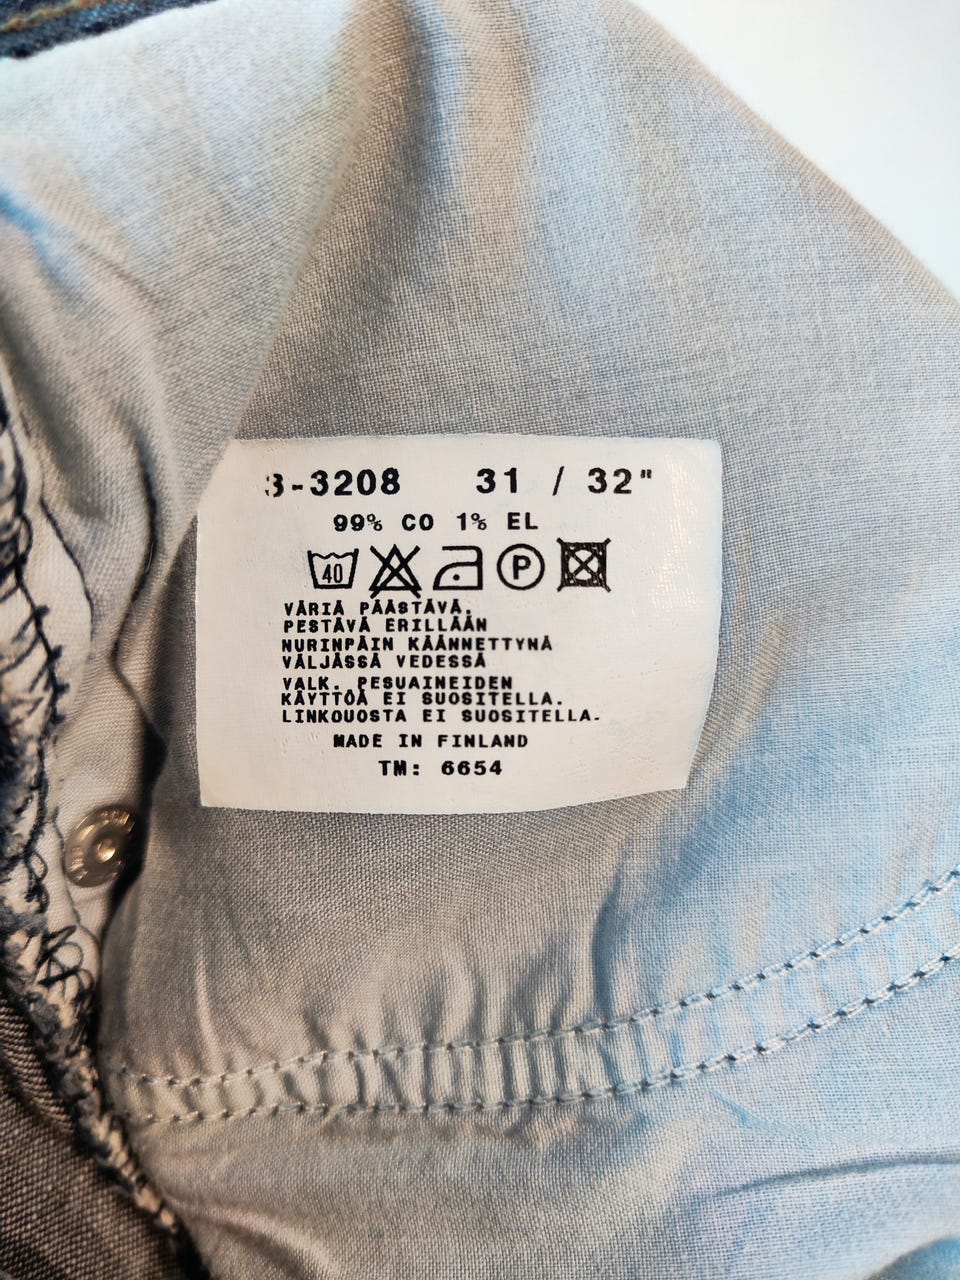 3-3208 31 / 32"
99% CO 1% EL
40 P
VÄRIÄ PÄÄSTÄVÄ.
PESTÄVÄ ERILLÄÄN
NURINPÄIN KÄÄNNETTYNÄ
VÄLJÄSSÄ VEDESSÄ
VALK. PESUAINEIDEN
KÄYTTÖÄ EI SUOSITELLA.
LINKOUOSTA EI SUOSITELLA.
MADE IN FINLAND
TM: 6654